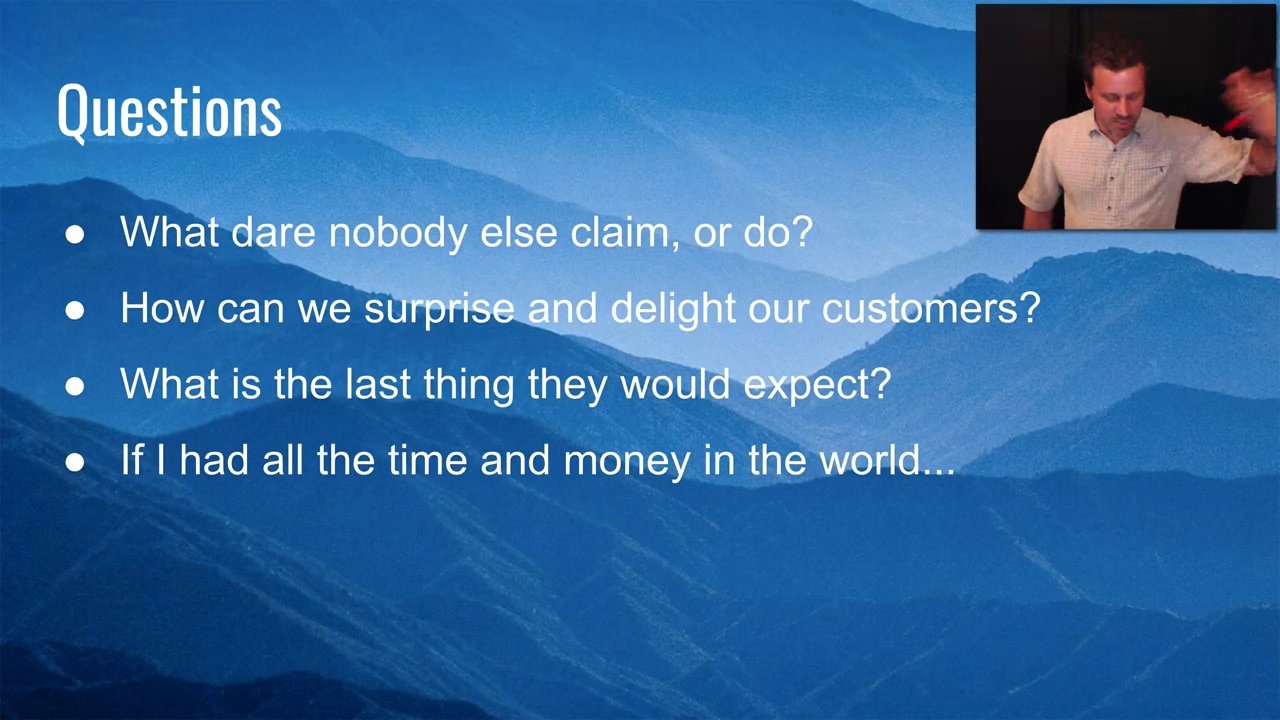 Questions
● What dare nobody else claim, or do?
● How can we surprise and delight our customers?
● What is the last thing they would expect?
● If I had all the time and money in the world...